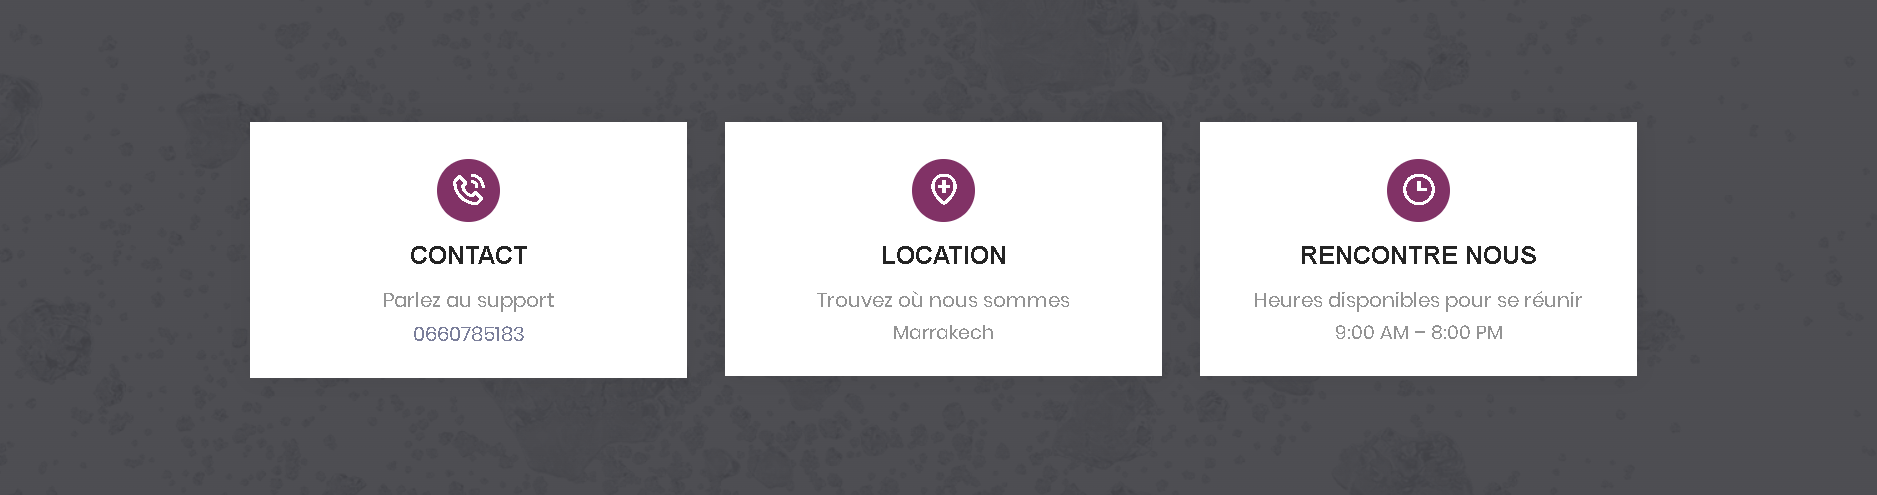 CONTACT
Parlez au support
0660785183
LOCATION
Trouvez où nous sommes
Marrakech
RENCONTRE NOUS
Heures disponibles pour se réunir
9:00 AM – 8:00 PM